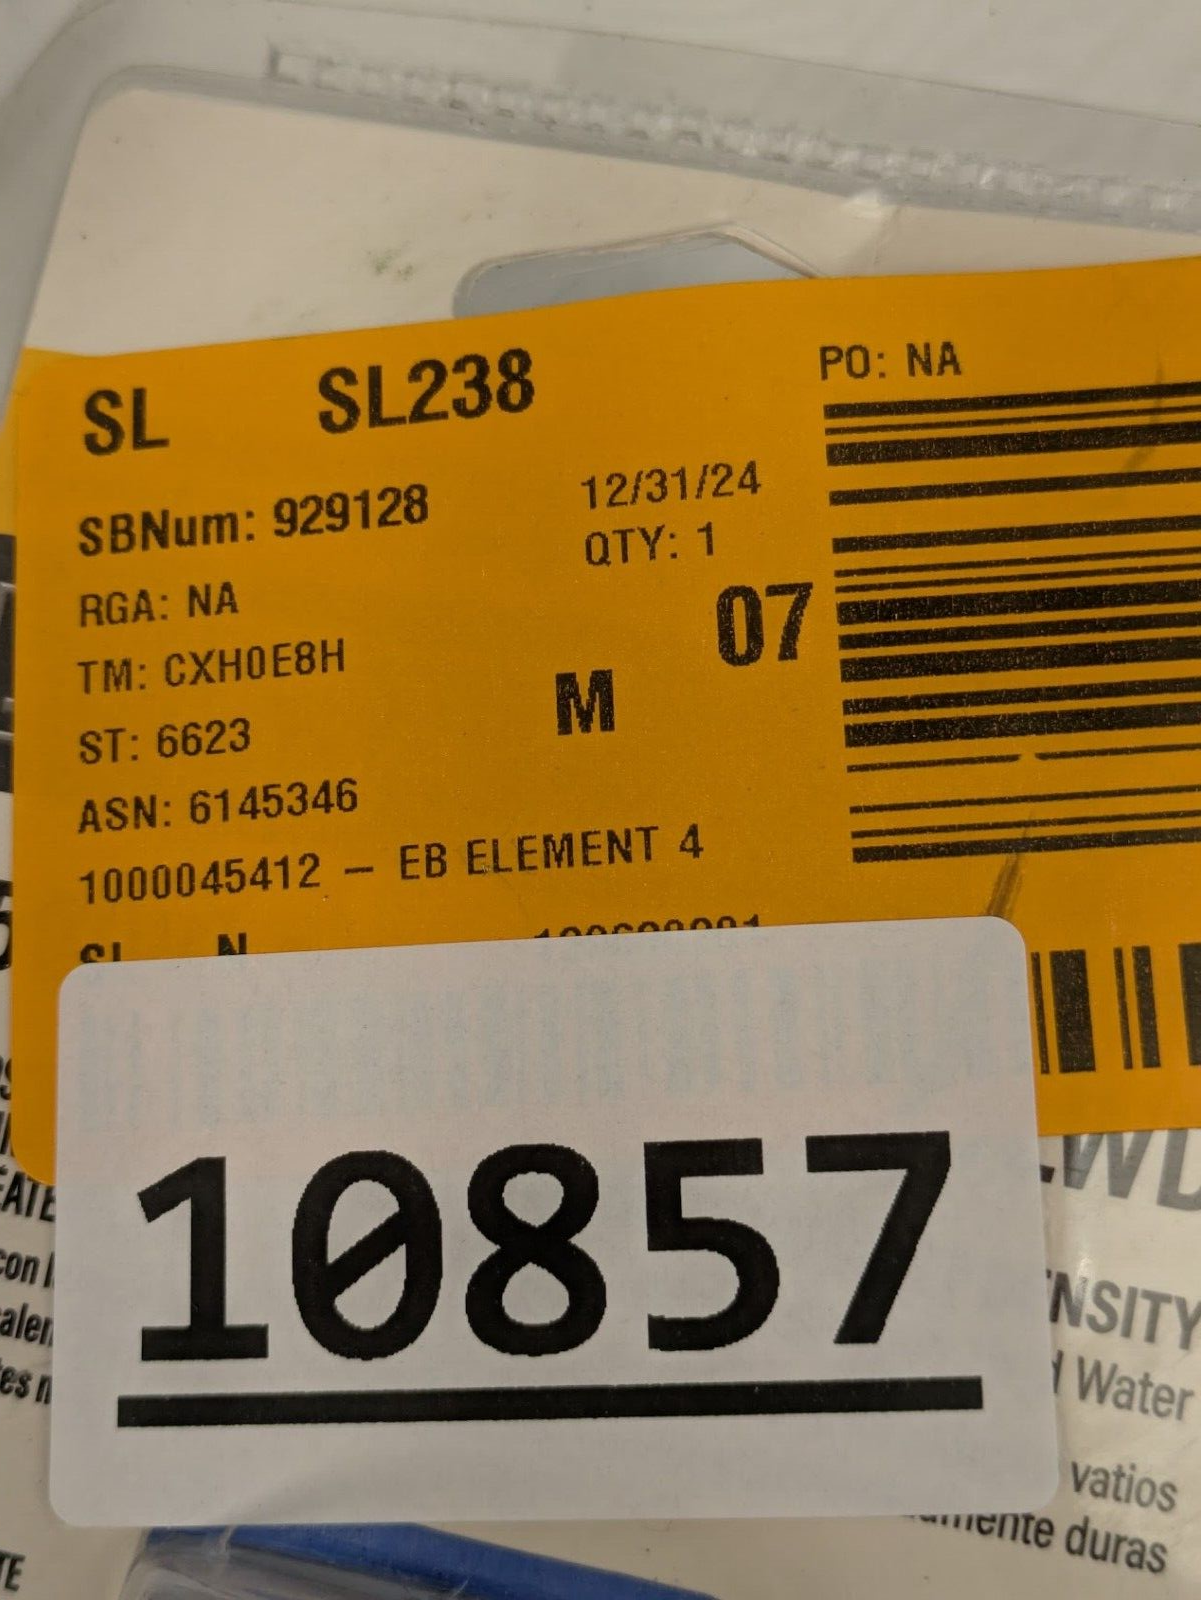 SL SL238
PO: NA
SBNum: 929128
12/31/24
QTY: 1
RGA: NA
07
TM: CXH0E8H
M
ST: 6623
ASN: 6145346
1000045412 – EB ELEMENT 4
SL N
10857
NSITY
Water
vatios
duras